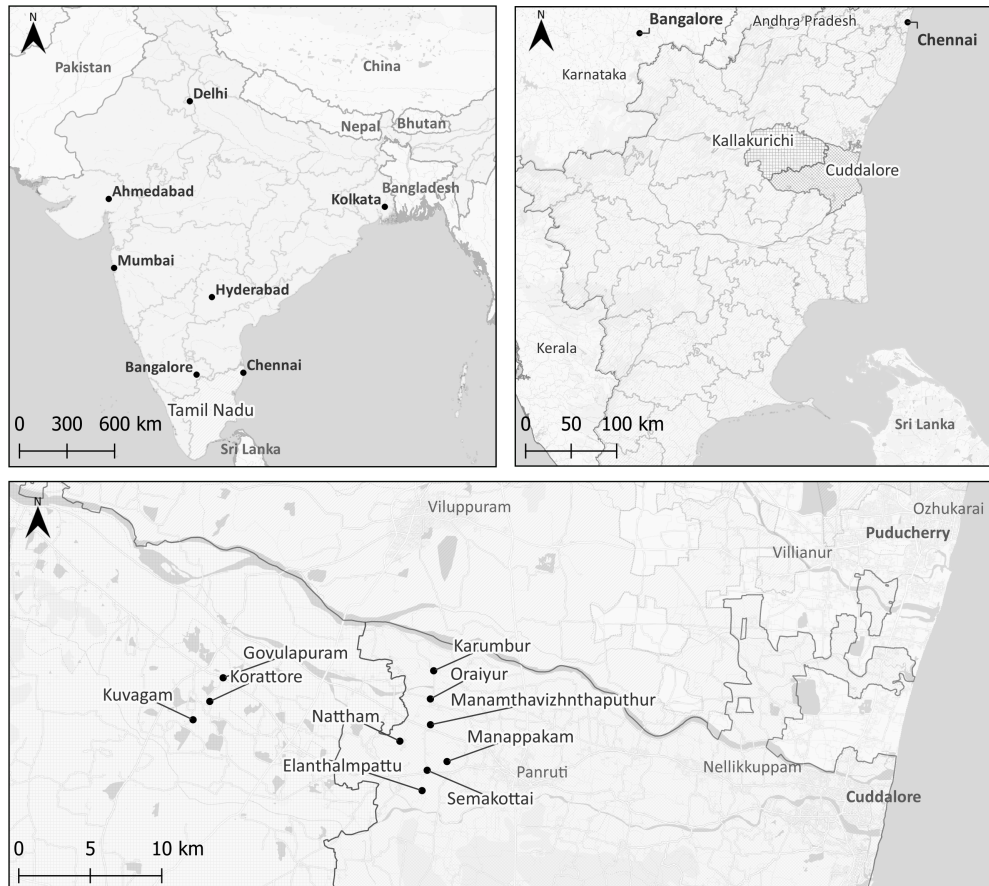 N
Pakistan
China
Delhi
Nepal
Bhutan
Ahmedabad
Kolkata
Bangladesh
Mumbai
Hyderabad
Bangalore
Chennai
Tamil Nadu
0 300 600 km
Sri Lanka
N
Bangalore
Andhra Pradesh
Chennai
Karnataka
Kallakurichi
Cuddalore
Kerala
0 50 100 km
Sri Lanka
N
Viluppuram
Ozhukarai
Puducherry
Villianur
Karumbur
Govulapuram
Oraiyur
Korattore
Kuvagam
Manamthavizhnthaputhur
Nattham
Manappakam
Elanthalmpattu
Panruti
Nellikkuppam
Semakottai
Cuddalore
0 5 10 km